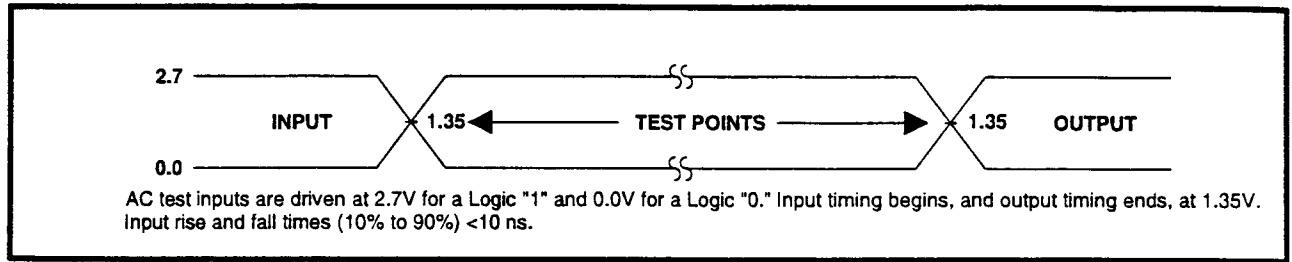 2.7
INPUT 1.35 TEST POINTS 1.35 OUTPUT
0.0
AC test inputs are driven at 2.7V for a Logic "1" and 0.0V for a Logic "0." Input timing begins, and output timing ends, at 1.35V.
Input rise and fall times (10% to 90%) <10 ns.